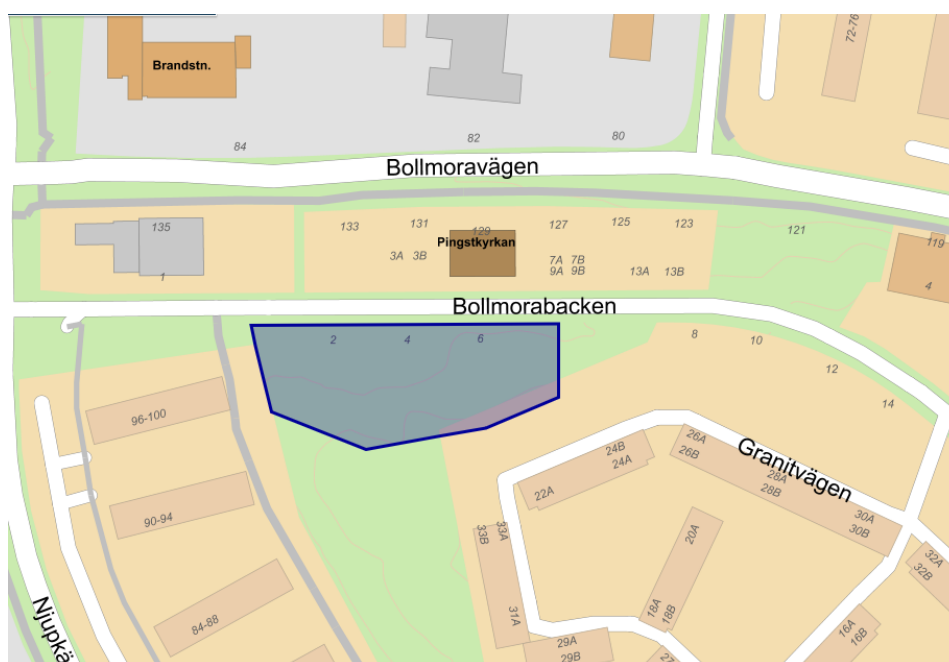 72-76
Brandstn.
84
82
80
Bollmoravägen
135
133
131
129
127
125
123
121
119
Pingstkyrkan
3A 3B
7A 7B
9A 9B
13A 13B
1
4
Bollmorabacken
2
4
6
8
10
12
14
96-100
90-94
84-88
Njupkä
Granitvägen
24B
24A
22A
26A
26B
28A
28B
30A
30B
32A
32B
33B
33A
31A
20A
18A
18B
16A
16B
29A
29B